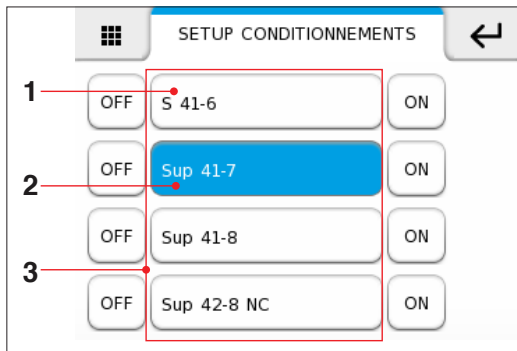 SETUP CONDITIONNEMENTS
1 OFF S 41-6 ON
2 OFF Sup 41-7 ON
OFF Sup 41-8 ON
3 OFF Sup 42-8 NC ON